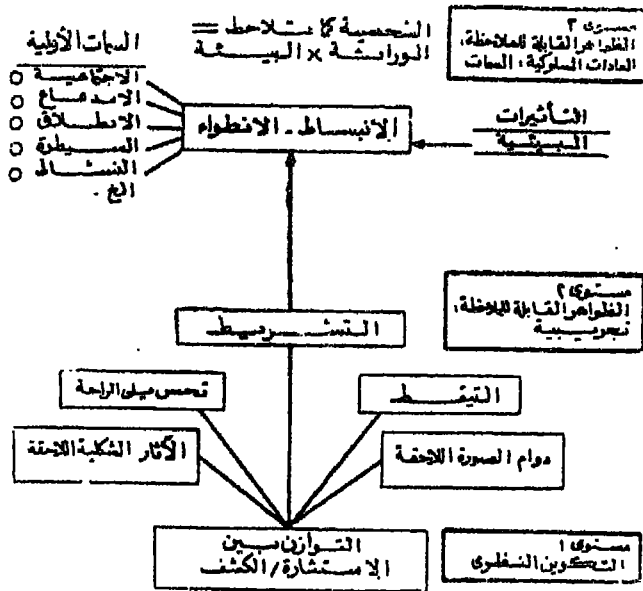 السمات الأولية
الاجتماعية
الاندفاع
الانطلاق
السيطرة
النشاط
الخ .
الشخصية كما تلاحظ =
الوراثة × البيئة
مستوى ٣
الظواهر القابلة للملاحظة،
العادات السلوكية، السمات
الانبساط - الانطواء
التأثيرات
البيئية
مستوى ٢
الظواهر القابلة للملاحظة:
تجريبية
التشريط
تحسن ميلى الراحة
التيقظ
الآثار الشكلية اللاحقة
دوام الصورة اللاحقة
التوازن بين
الاستثارة/الكف
مستوى ١
التكوين النظرى